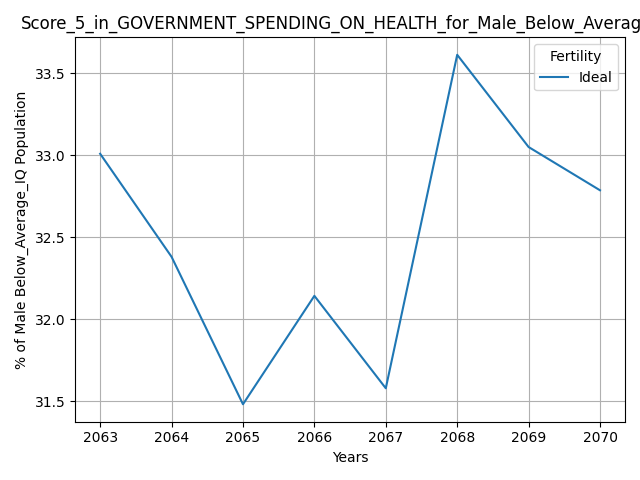 Score_5_in_GOVERNMENT_SPENDING_ON_HEALTH_for_Male_Below_Averag
Fertility
Ideal
33.5
33.0
32.5
32.0
31.5
% of Male Below_Average_IQ Population
2063 2064 2065 2066 2067 2068 2069 2070
Years